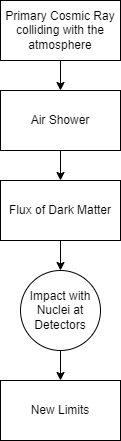 Primary Cosmic Ray
colliding with the
atmosphere
Air Shower
Flux of Dark Matter
Impact with
Nuclei at
Detectors
New Limits